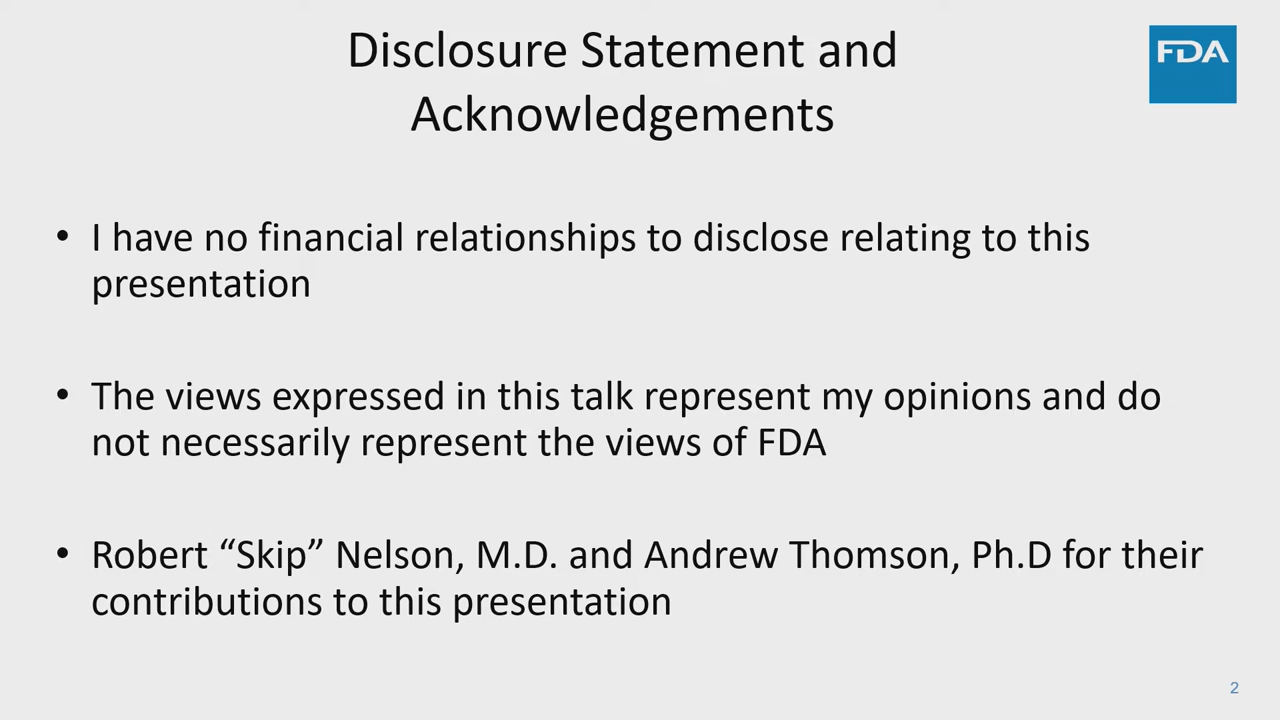 Disclosure Statement and
Acknowledgements
FDA
• I have no financial relationships to disclose relating to this
presentation
• The views expressed in this talk represent my opinions and do
not necessarily represent the views of FDA
• Robert “Skip” Nelson, M.D. and Andrew Thomson, Ph.D for their
contributions to this presentation
2